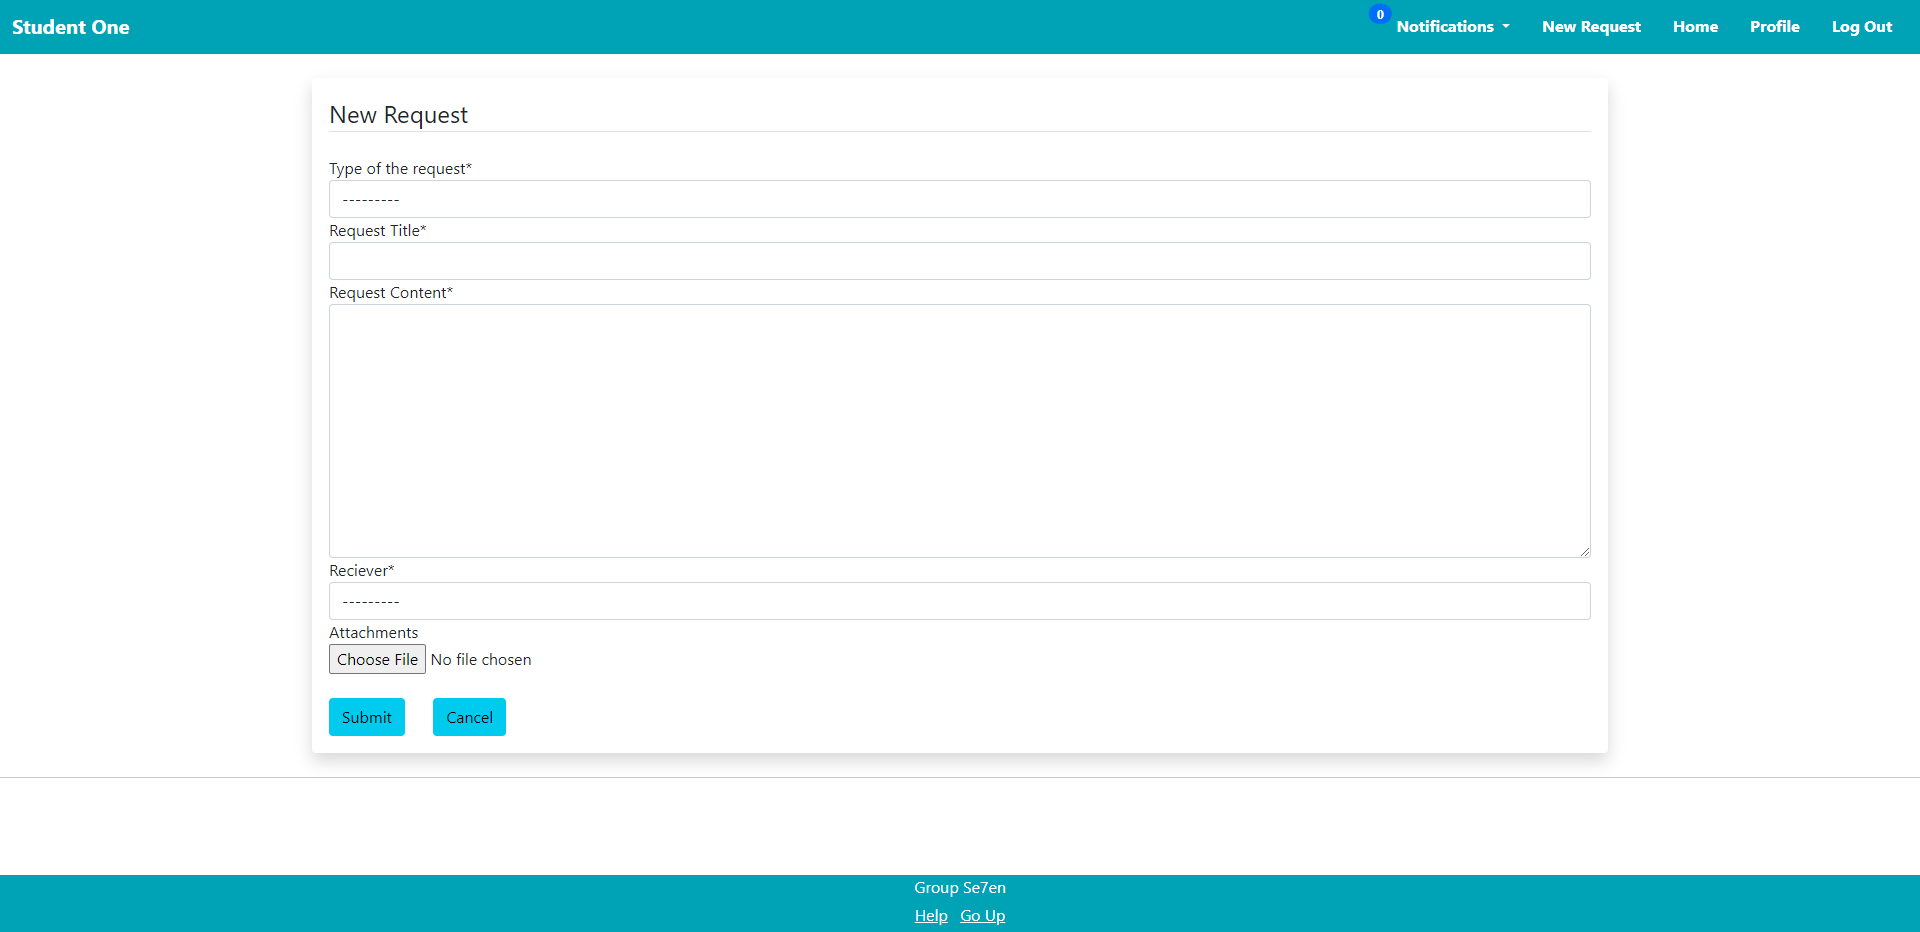 Student One
0 Notifications New Request Home Profile Log Out
New Request
Type of the request*
---------
Request Title*
Request Content*
Reciever*
---------
Attachments
Choose File No file chosen
Submit Cancel
Group Se7en
Help Go Up